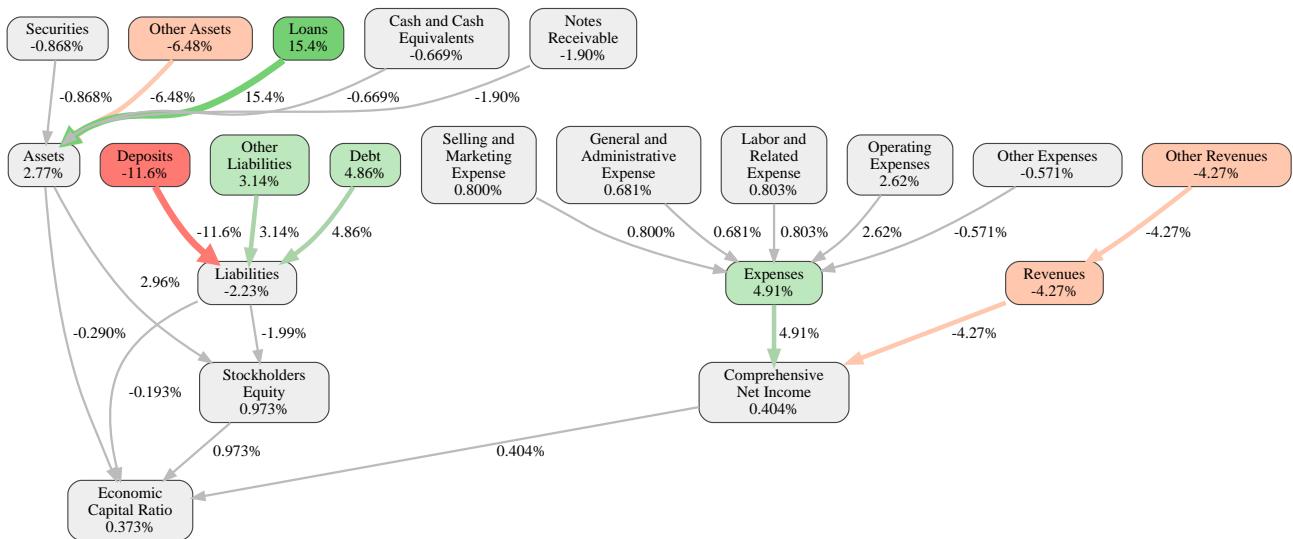 Securities
-0.868%
Other Assets
-6.48%
Loans
15.4%
Cash and Cash
Equivalents
-0.669%
Notes
Receivable
-1.90%
-0.868%
-6.48%
15.4%
-0.669%
-1.90%
Assets
2.77%
Deposits
-11.6%
Other
Liabilities
3.14%
Debt
4.86%
Selling and
Marketing
Expense
0.800%
General and
Administrative
Expense
0.681%
Labor and
Related
Expense
0.803%
Operating
Expenses
2.62%
Other Expenses
-0.571%
Other Revenues
-4.27%
-11.6%
3.14%
4.86%
0.800%
0.681%
0.803%
2.62%
-0.571%
-4.27%
2.96%
Liabilities
-2.23%
Expenses
4.91%
Revenues
-4.27%
-0.290%
-1.99%
4.91%
-4.27%
-0.193%
Stockholders
Equity
0.973%
Comprehensive
Net Income
0.404%
0.973%
0.404%
Economic
Capital Ratio
0.373%